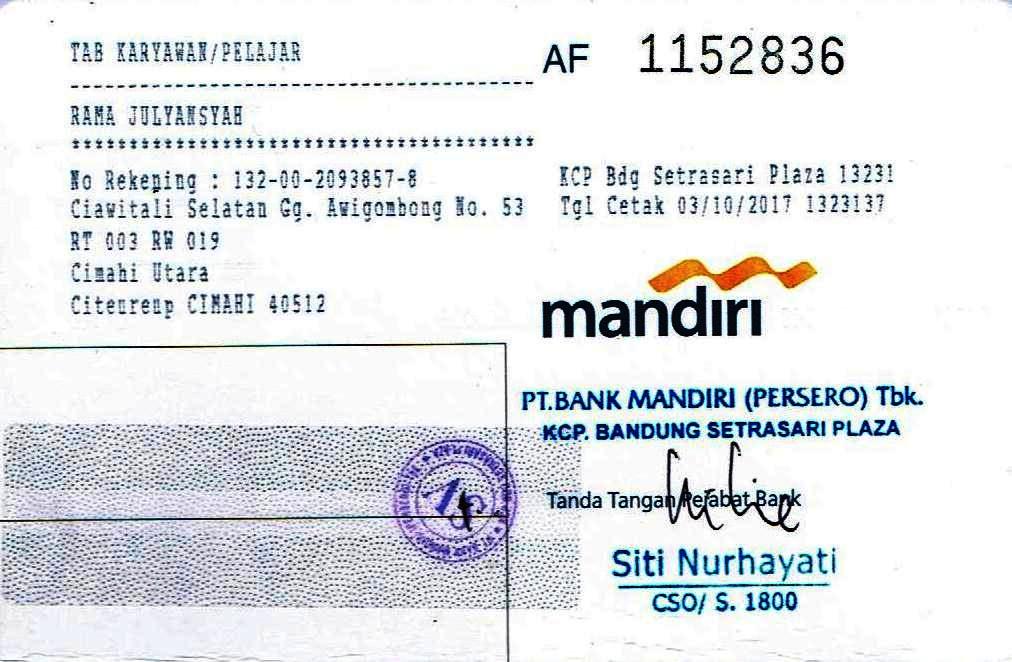 TAB KARYAWAN/PELAJAR
AF 1152836
RAMA JULYANSYAH
No Rekening : 132-00-2093857-8
Ciawitali Selatan Gg. Awigombong No. 53
RT 003 RW 019
Cimahi Utara
Citeureup CIMAHI 40512
KCP Bdg Setrasari Plaza 13231
Tgl Cetak 03/10/2017 1323137
mandiri
PT.BANK MANDIRI (PERSERO) Tbk.
KCP. BANDUNG SETRASARI PLAZA
Tanda Tangan Pejabat Bank
Siti Nurhayati
CSO/ S. 1800